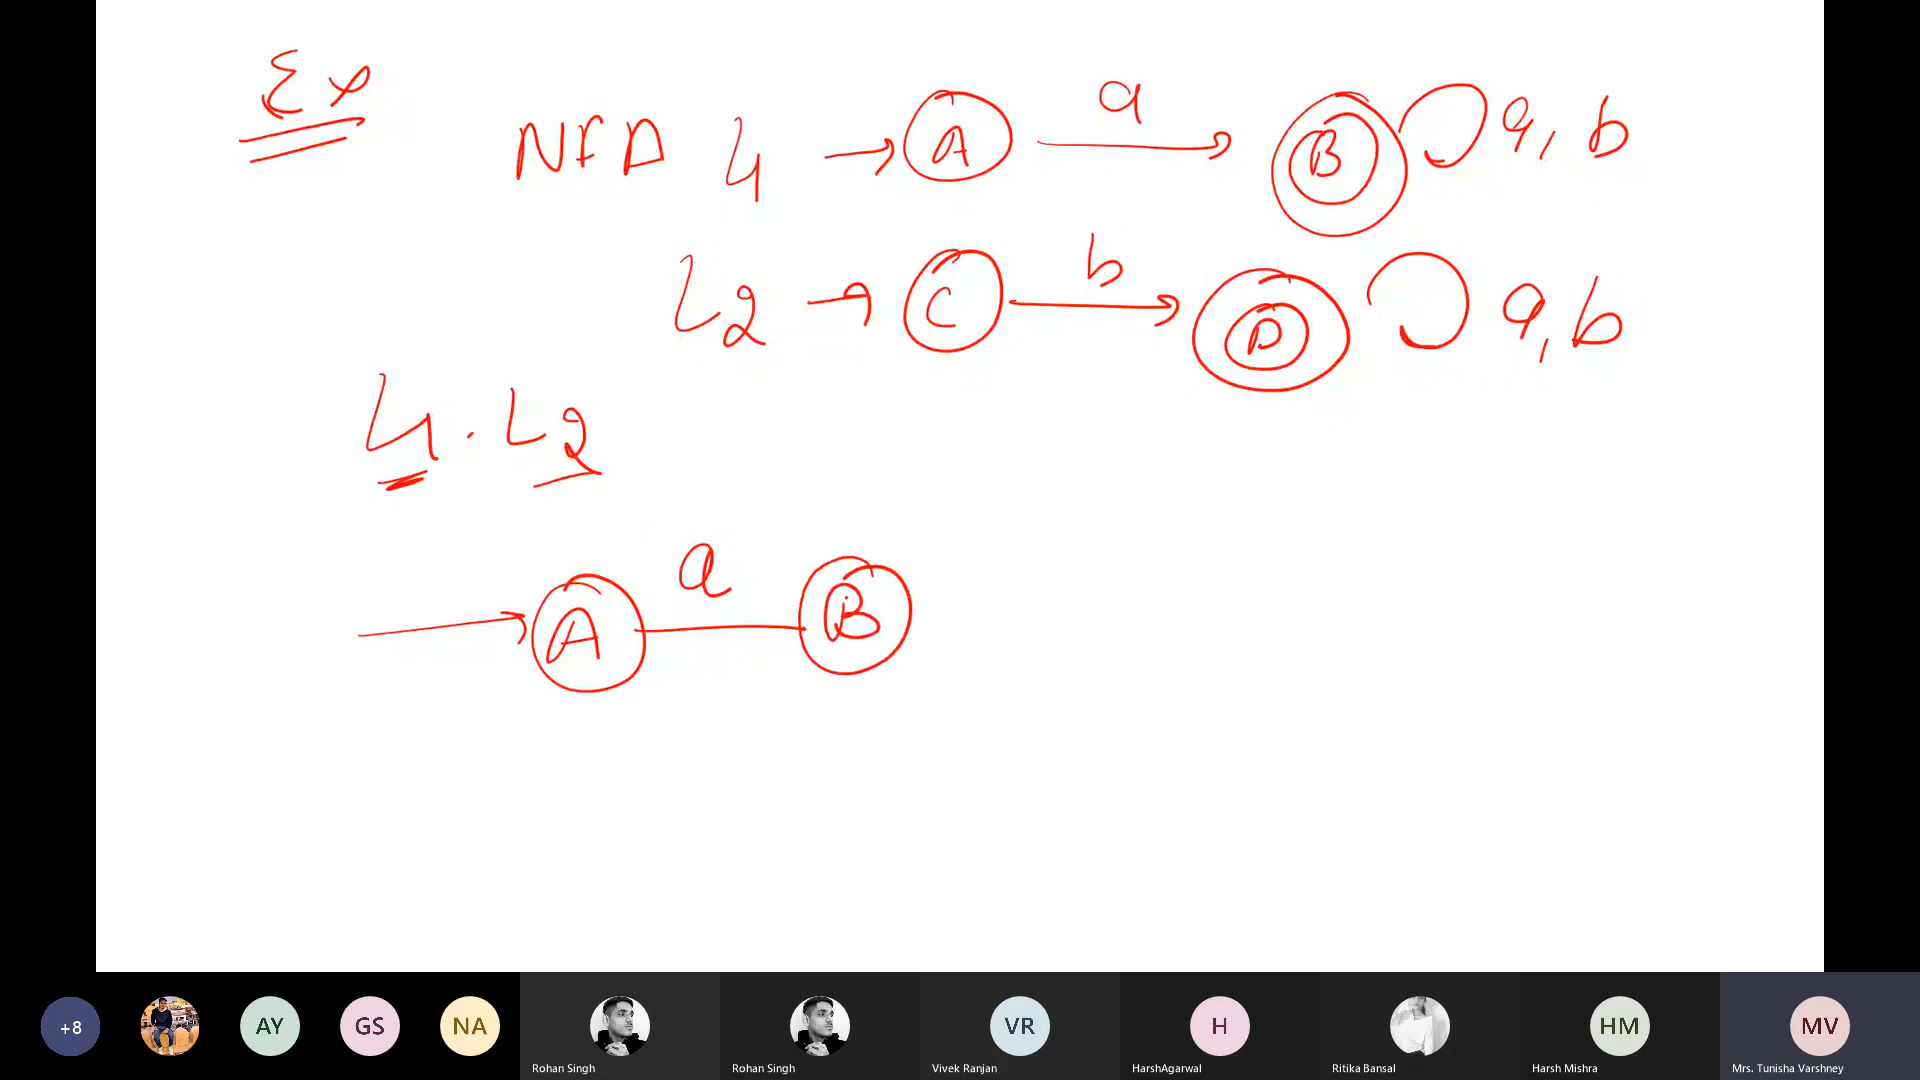 Ex
NFA L1 → A a B a, b
L2 → C b D a, b
L1 . L2
A a B
+8 AY GS NA VR H HM MV
Rohan Singh Rohan Singh Vivek Ranjan HarshAgarwal Ritika Bansal Harsh Mishra Mrs. Tunisha Varshney